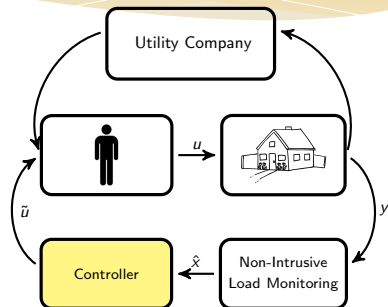 Utility Company
u
ũ
y
x̂
Controller
Non-Intrusive
Load Monitoring